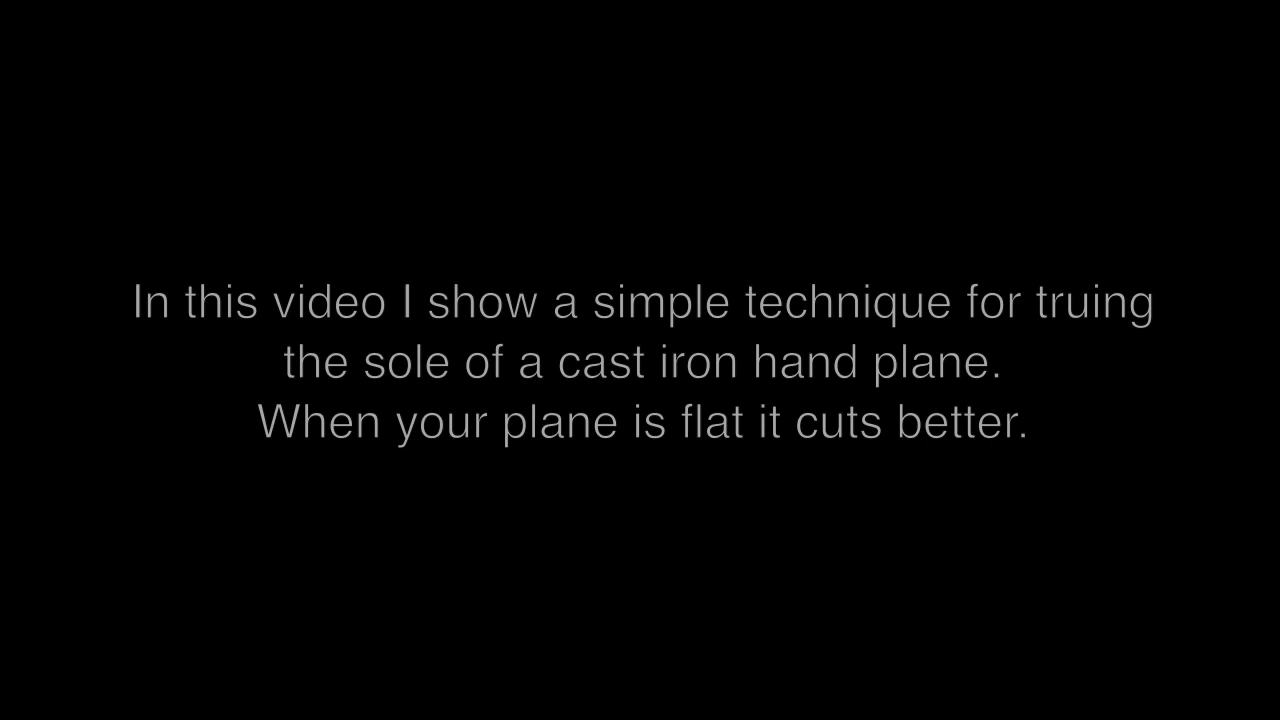 In this video I show a simple technique for truing
the sole of a cast iron hand plane.
When your plane is flat it cuts better.